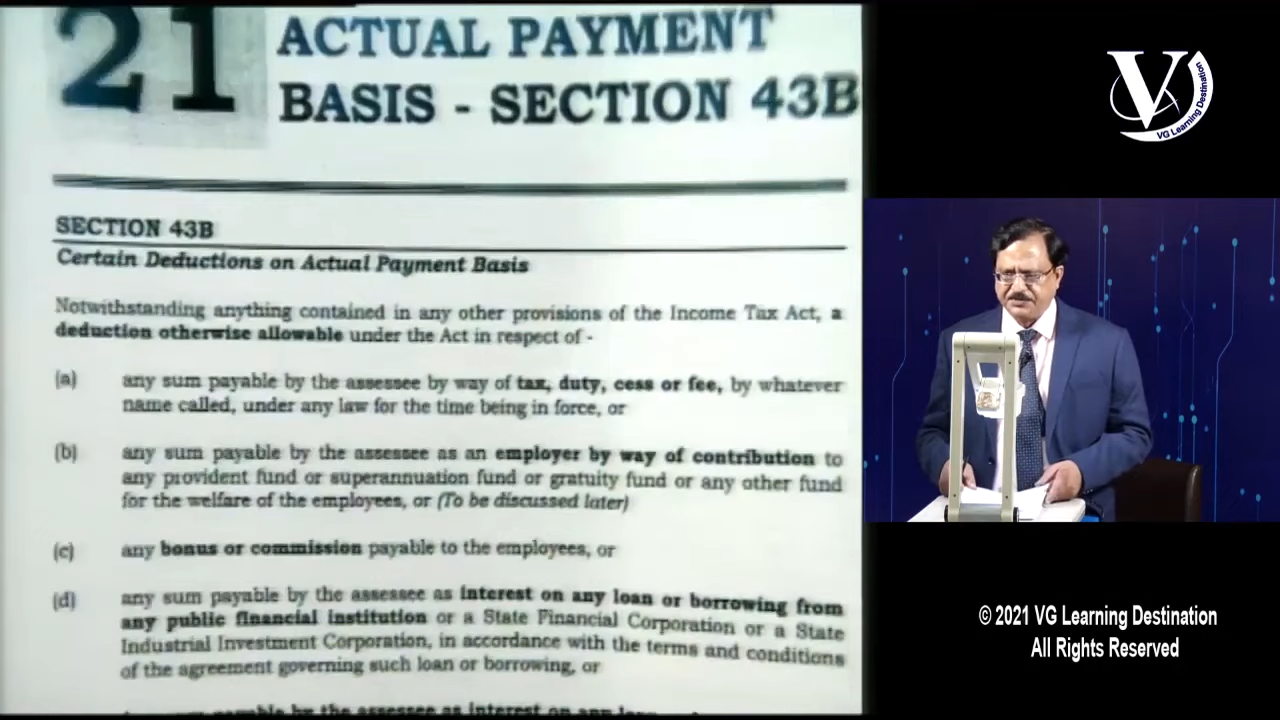 21
ACTUAL PAYMENT
BASIS - SECTION 43B
SECTION 43B
Certain Deductions on Actual Payment Basis
Notwithstanding anything contained in any other provisions of the Income Tax Act, a
deduction otherwise allowable under the Act in respect of -
(a) any sum payable by the assessee by way of tax, duty, cess or fee, by whatever
name called, under any law for the time being in force, or
(b) any sum payable by the assessee as an employer by way of contribution to
any provident fund or superannuation fund or gratuity fund or any other fund
for the welfare of the employees, or (To be discussed later)
(c) any bonus or commission payable to the employees, or
(d) any sum payable by the assessee as interest on any loan or borrowing from
any public financial institution or a State Financial Corporation or a State
Industrial Investment Corporation, in accordance with the terms and conditions
of the agreement governing such loan or borrowing, or
payable by the assessee as interest on any
V
VG Learning Destination
© 2021 VG Learning Destination
All Rights Reserved